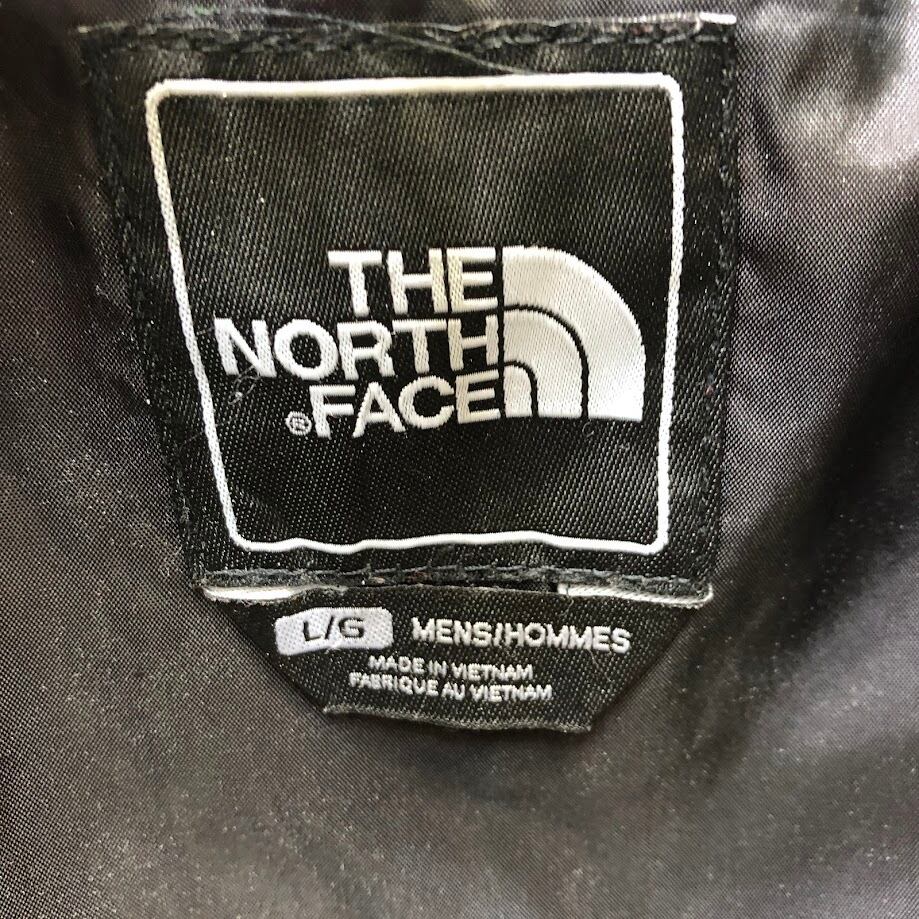 THE
NORTH
®FACE
L/G MENS/HOMMES
MADE IN VIETNAM
FABRIQUE AU VIETNAM